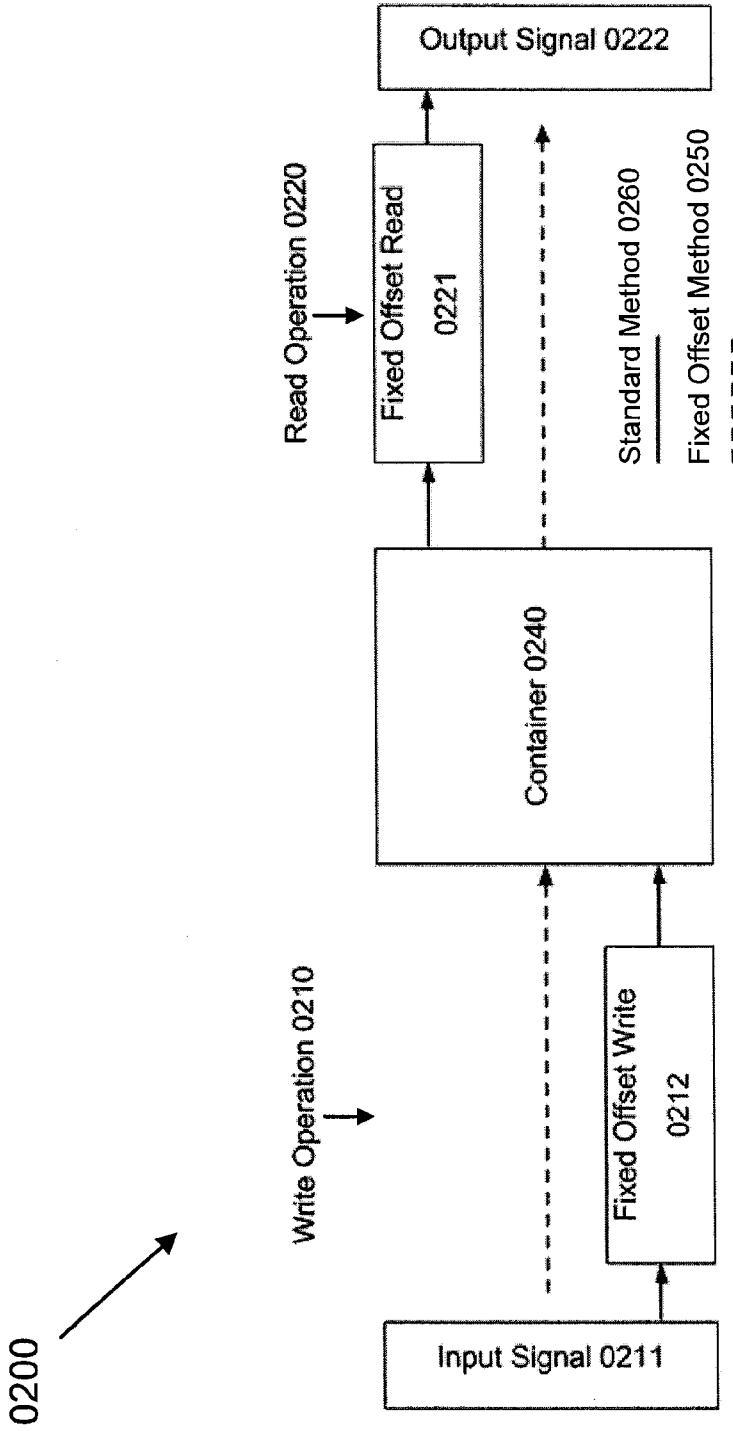 0200
Write Operation 0210
Read Operation 0220
Input Signal 0211
Fixed Offset Write
0212
Container 0240
Fixed Offset Read
0221
Output Signal 0222
Standard Method 0260
Fixed Offset Method 0250